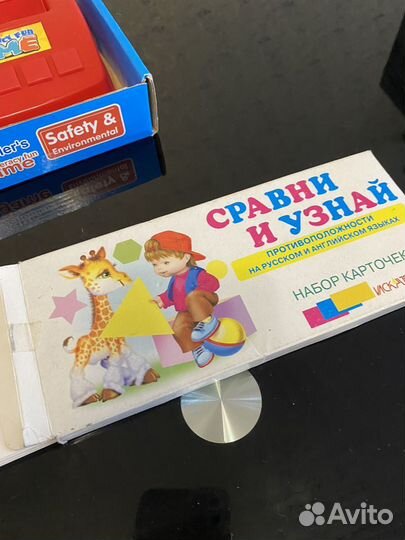 Safety &
Environmental
СРАВНИ
И УЗНАЙ
ПРОТИВОПОЛОЖНОСТИ
НА РУССКОМ И АНГЛИЙСКОМ ЯЗЫКАХ
НАБОР КАРТОЧЕК
Avito